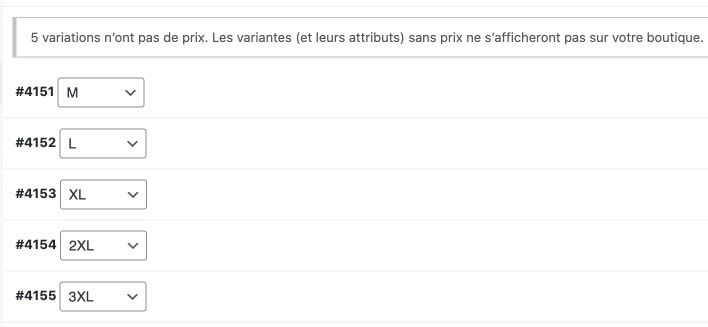 5 variations n’ont pas de prix. Les variantes (et leurs attributs) sans prix ne s’afficheront pas sur votre boutique.
#4151 M
#4152 L
#4153 XL
#4154 2XL
#4155 3XL